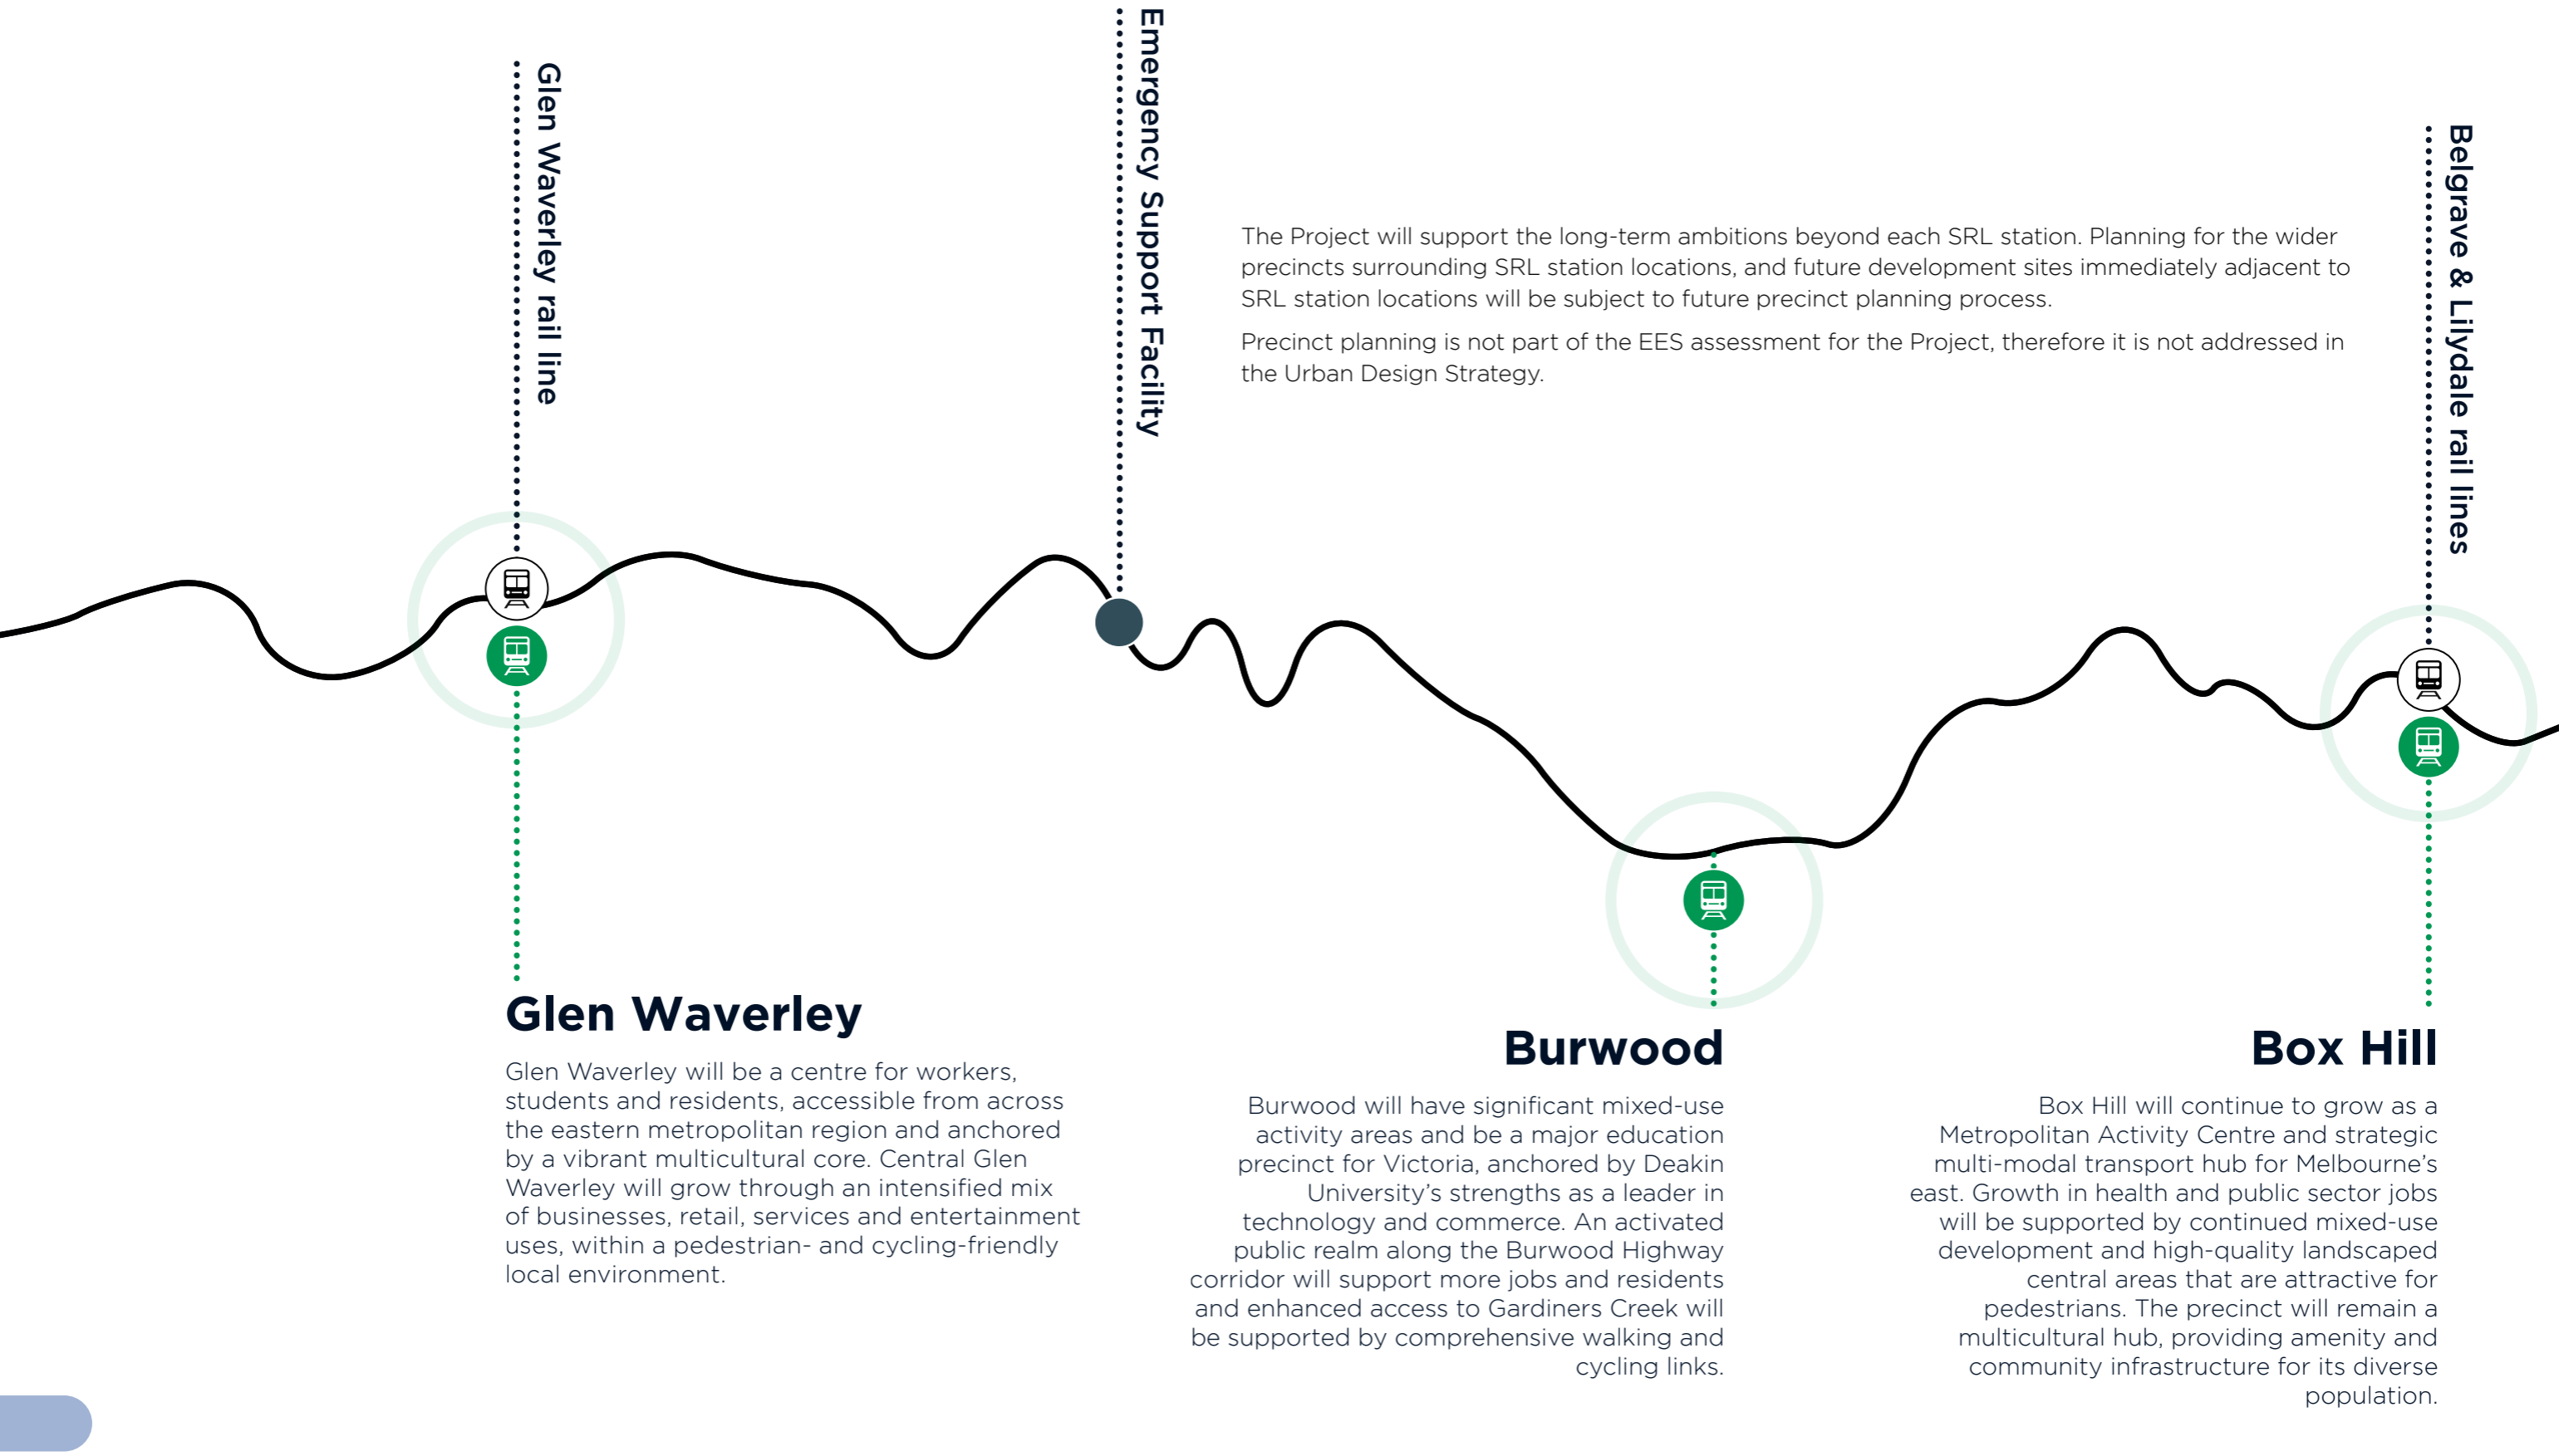 Glen Waverley rail line
Emergency Support Facility
The Project will support the long-term ambitions beyond each SRL station. Planning for the wider
precincts surrounding SRL station locations, and future development sites immediately adjacent to
SRL station locations will be subject to future precinct planning process.
Precinct planning is not part of the EES assessment for the Project, therefore it is not addressed in
the Urban Design Strategy.
Belgrave & Lilydale rail lines
Glen Waverley
Glen Waverley will be a centre for workers,
students and residents, accessible from across
the eastern metropolitan region and anchored
by a vibrant multicultural core. Central Glen
Waverley will grow through an intensified mix
of businesses, retail, services and entertainment
uses, within a pedestrian- and cycling-friendly
local environment.
Burwood
Burwood will have significant mixed-use
activity areas and be a major education
precinct for Victoria, anchored by Deakin
University’s strengths as a leader in
technology and commerce. An activated
public realm along the Burwood Highway
corridor will support more jobs and residents
and enhanced access to Gardiners Creek will
be supported by comprehensive walking and
cycling links.
Box Hill
Box Hill will continue to grow as a
Metropolitan Activity Centre and strategic
multi-modal transport hub for Melbourne’s
east. Growth in health and public sector jobs
will be supported by continued mixed-use
development and high-quality landscaped
central areas that are attractive for
pedestrians. The precinct will remain a
multicultural hub, providing amenity and
community infrastructure for its diverse
population.